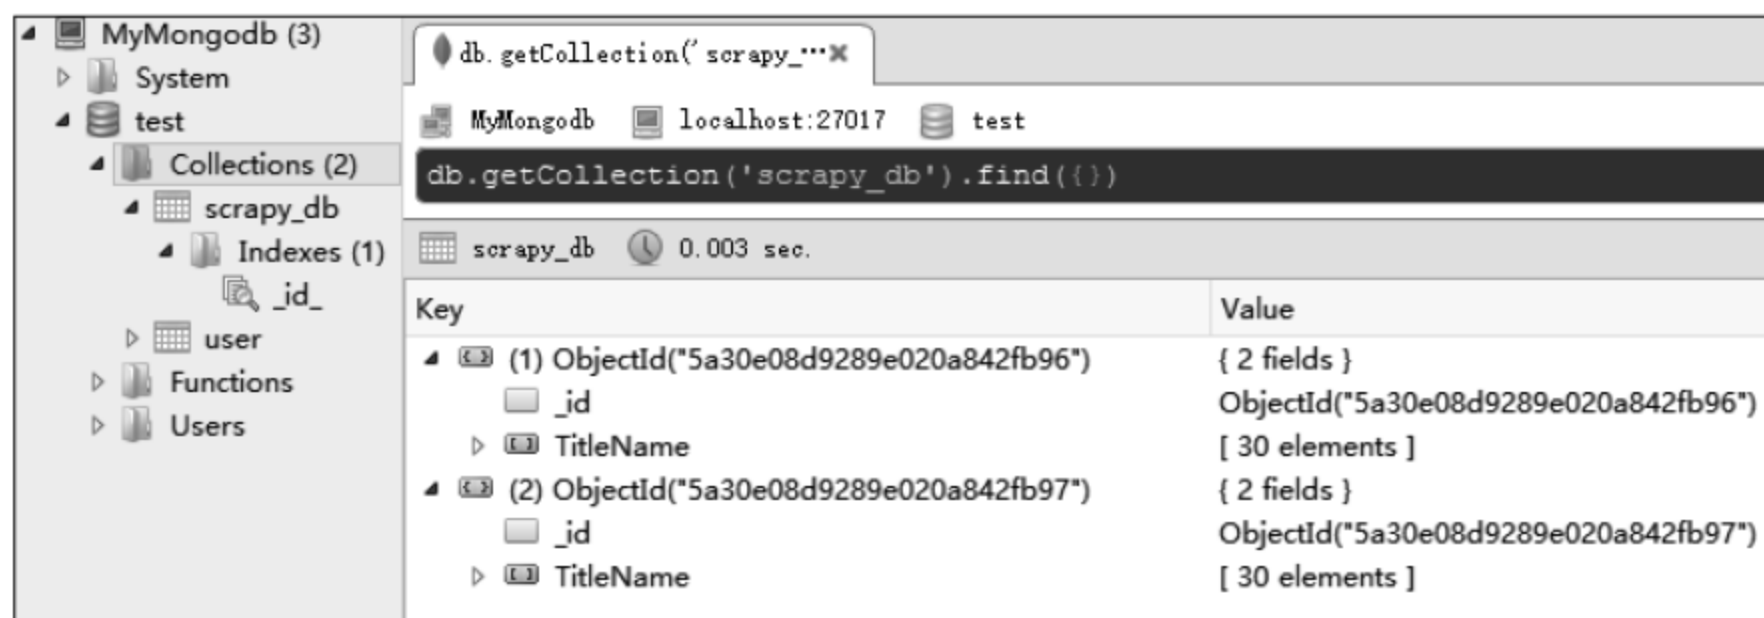 MyMongodb (3)
System
test
Collections (2)
scrapy_db
Indexes (1)
_id_
user
Functions
Users
db.getCollection('scrapy_…
MyMongodb localhost:27017 test
db.getCollection('scrapy_db').find({})
scrapy_db 0.003 sec.
Key Value
(1) ObjectId("5a30e08d9289e020a842fb96") { 2 fields }
_id ObjectId("5a30e08d9289e020a842fb96")
TitleName [ 30 elements ]
(2) ObjectId("5a30e08d9289e020a842fb97") { 2 fields }
_id ObjectId("5a30e08d9289e020a842fb97")
TitleName [ 30 elements ]